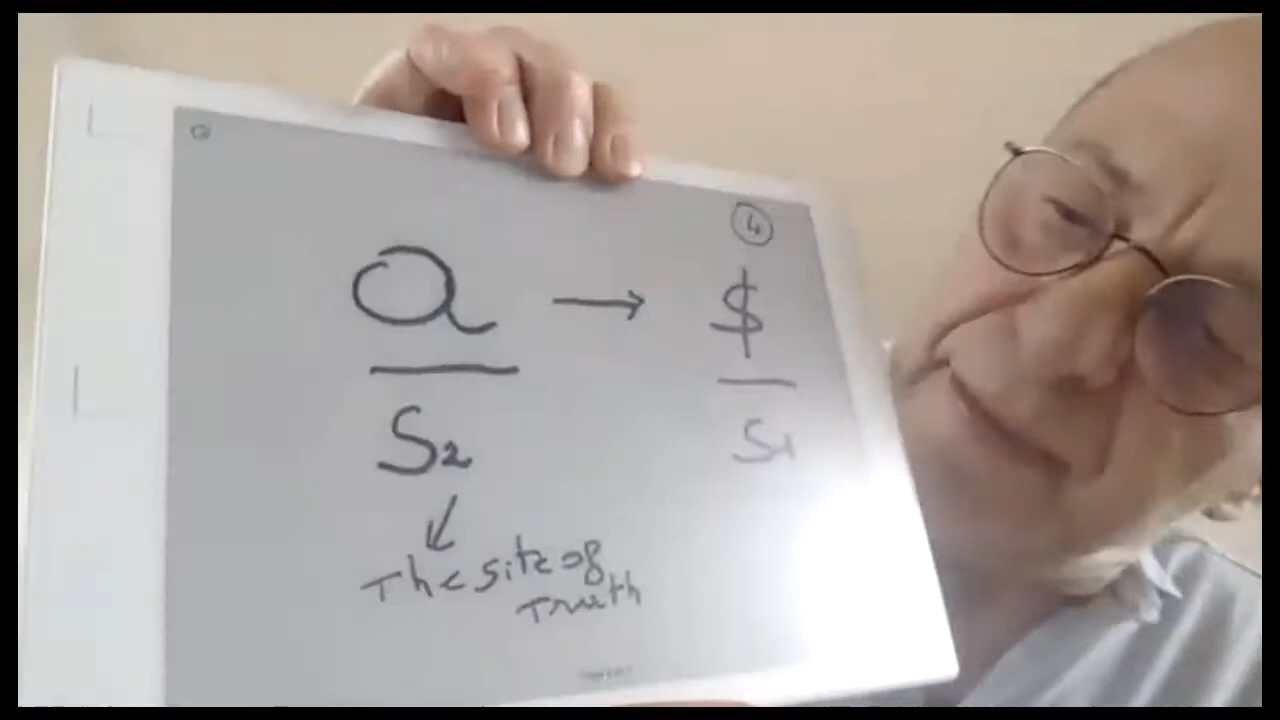 4
a → $
S2 S1
↙
The site of
Truth